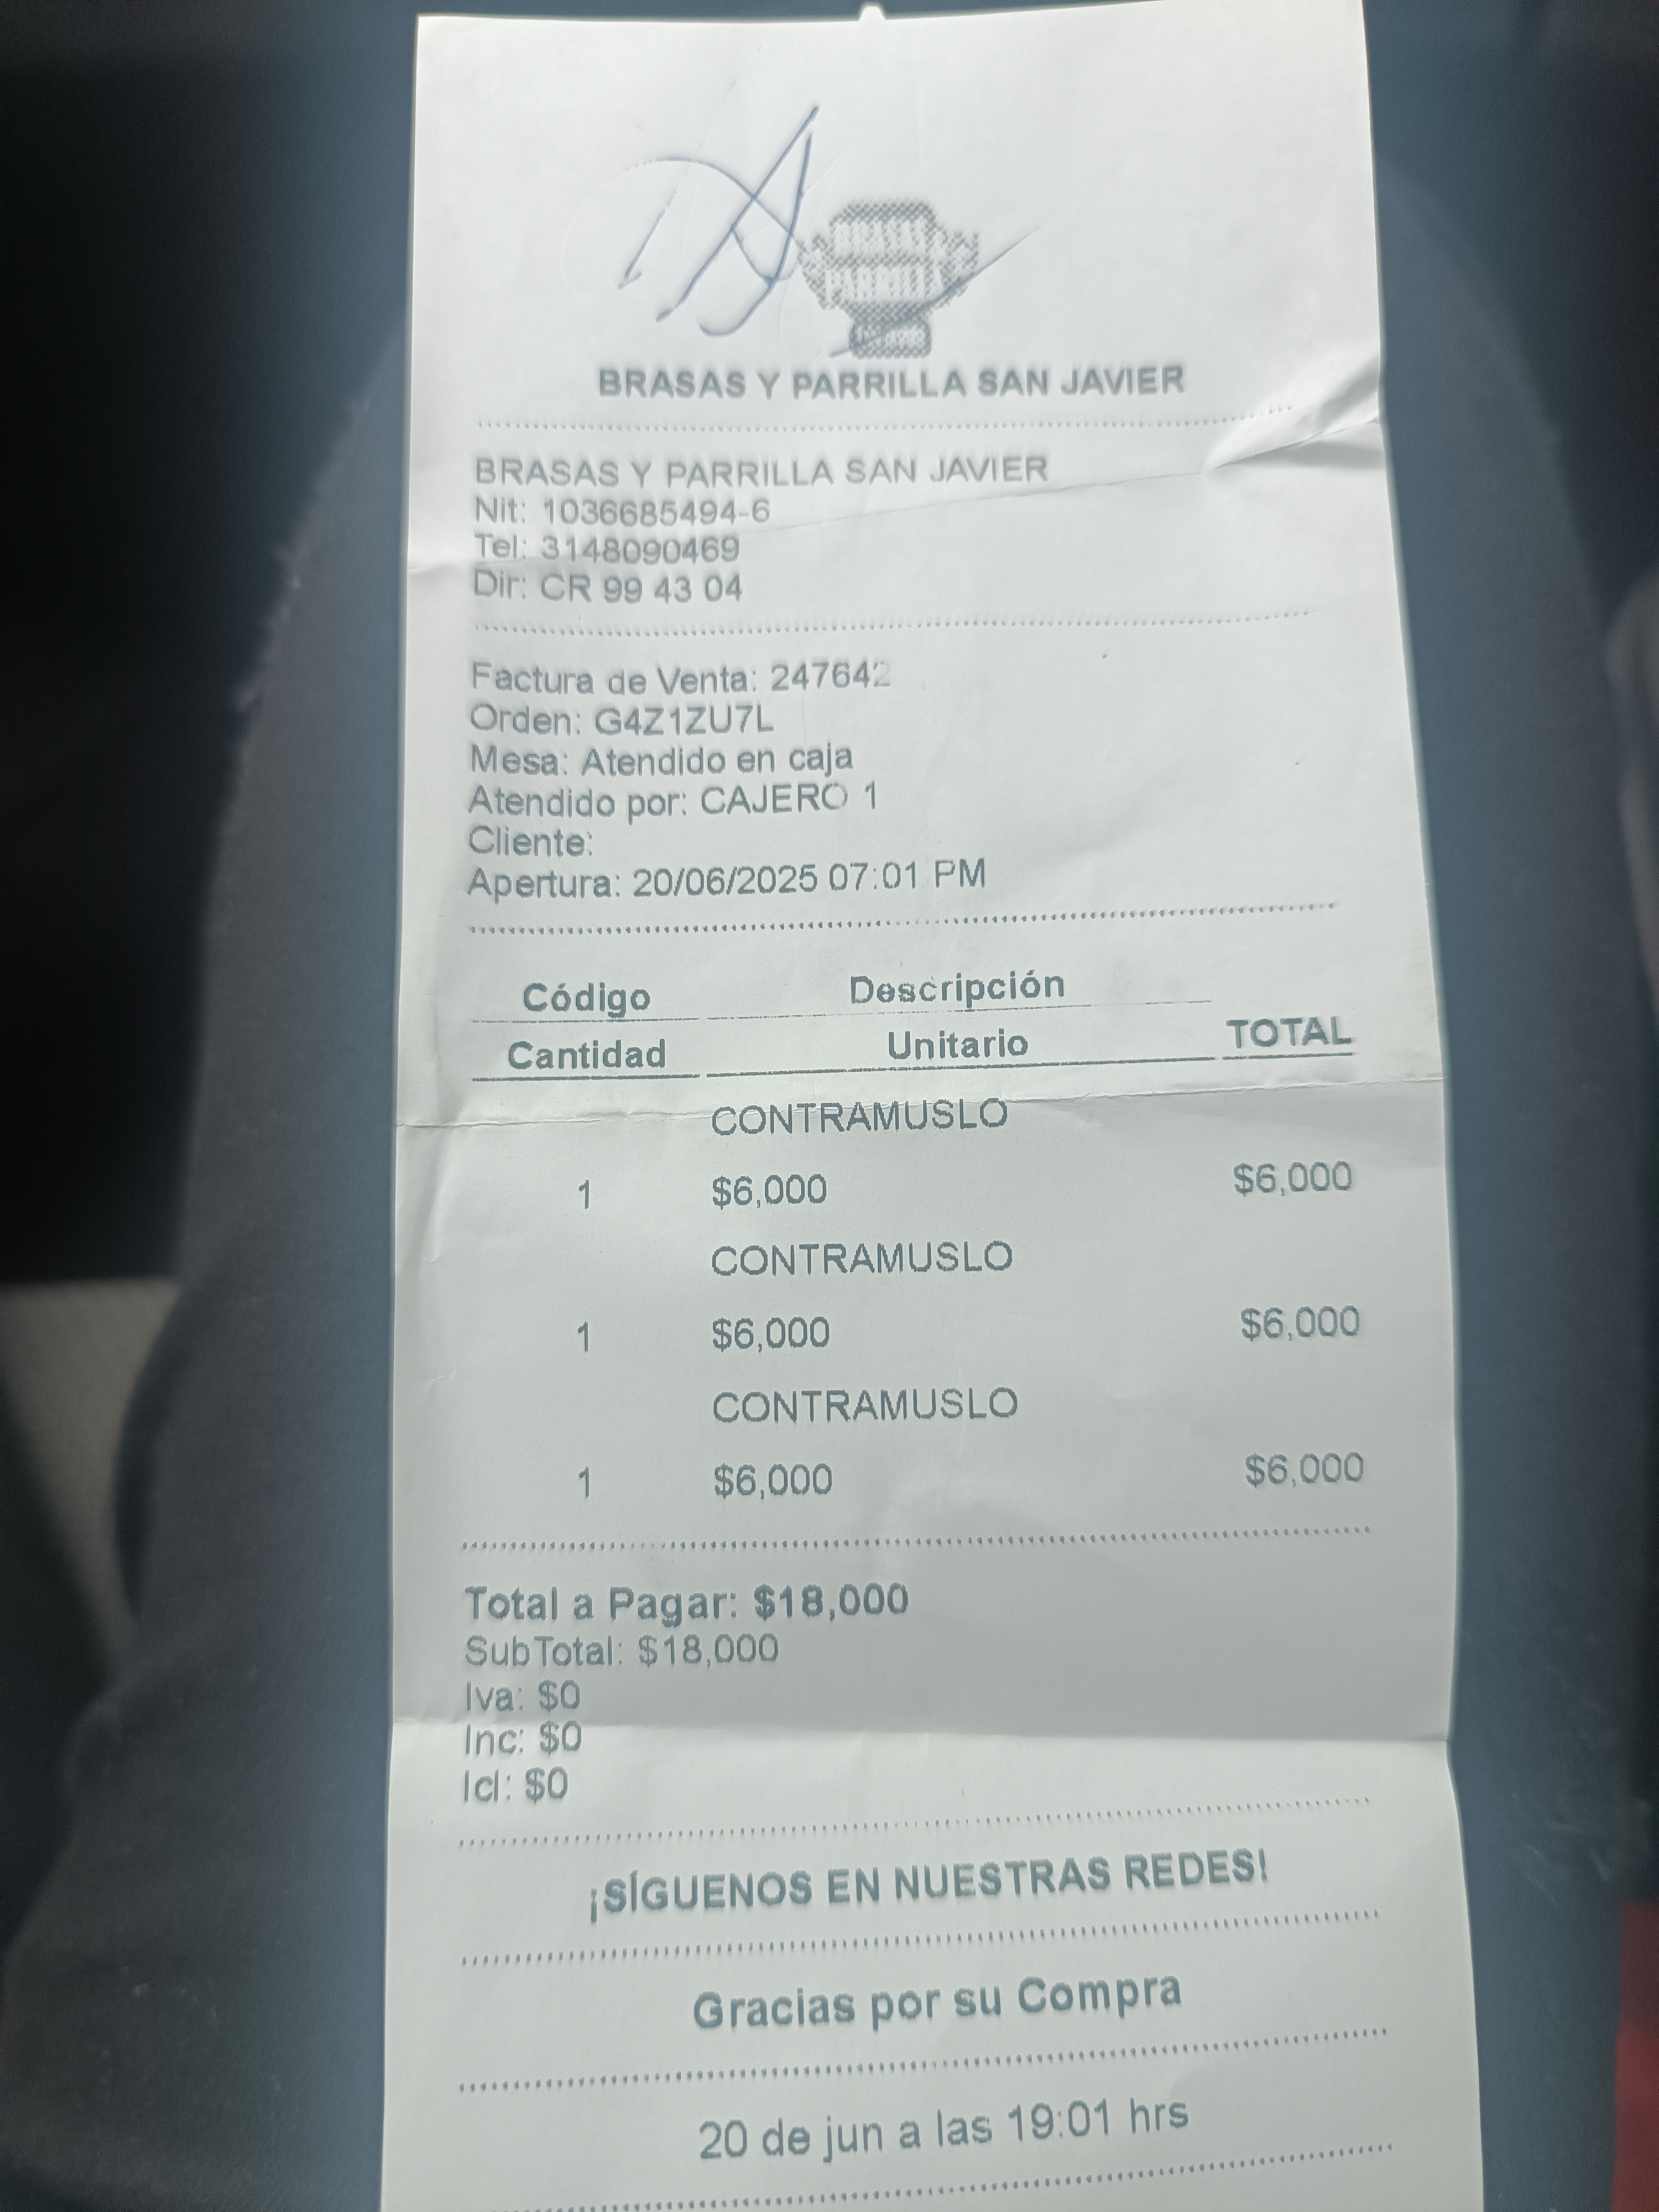 BRASAS
PARRILLA
BRASAS Y PARRILLA SAN JAVIER
BRASAS Y PARRILLA SAN JAVIER
Nit: 1036685494-6
Tel: 3148090469
Dir: CR 99 43 04
Factura de Venta: 247642
Orden: G4Z1ZU7L
Mesa: Atendido en caja
Atendido por: CAJERO 1
Cliente:
Apertura: 20/06/2025 07:01 PM
Código Descripción
Cantidad Unitario TOTAL
CONTRAMUSLO
1 $6,000 $6,000
CONTRAMUSLO
1 $6,000 $6,000
CONTRAMUSLO
1 $6,000 $6,000
Total a Pagar: $18,000
SubTotal: $18,000
Iva: $0
Inc: $0
Icl: $0
¡SÍGUENOS EN NUESTRAS REDES!
Gracias por su Compra
20 de jun a las 19:01 hrs